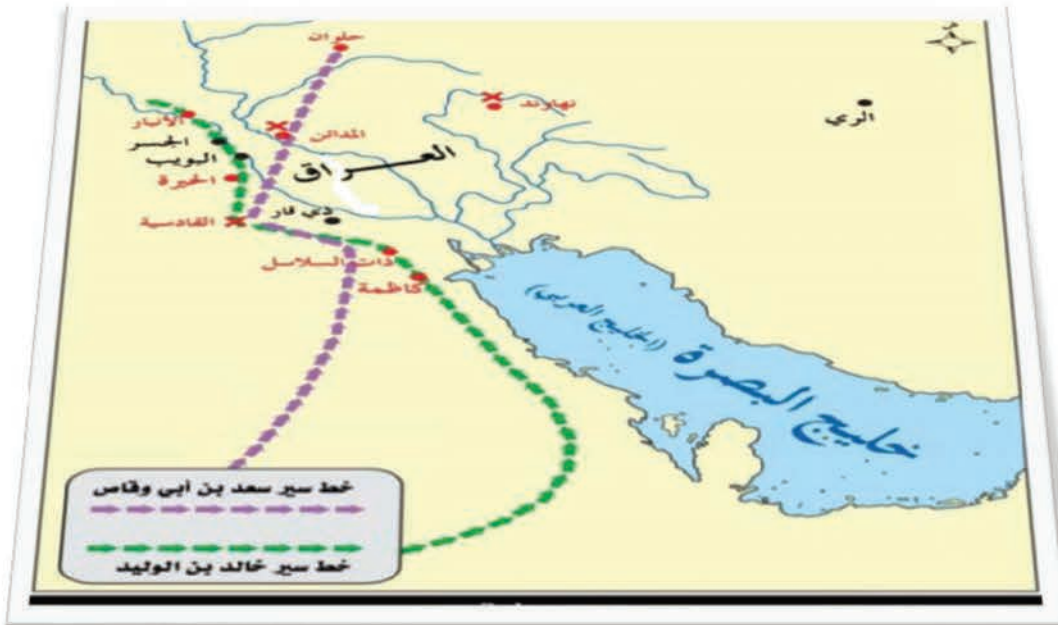 حلوان
نهاوند
الري
الأنبار
المدائن
الجسر
العراق
البويب
الحيرة
ذي قار
القادسية
ذات السلاسل
كاظمة
(الخليج العربي)
خليج البصرة
خط سير سعد بن أبي وقاص
خط سير خالد بن الوليد